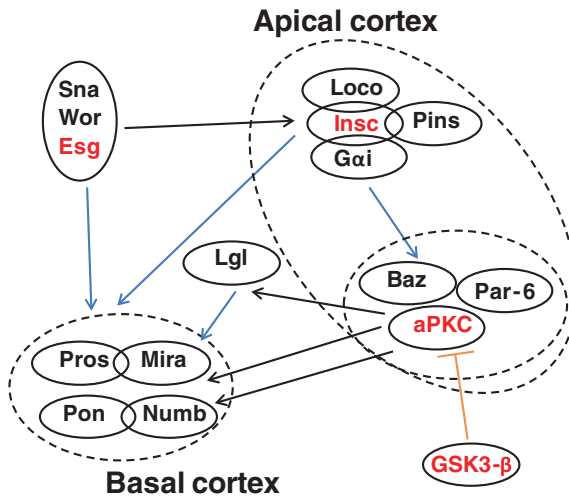 Apical cortex
Sna
Wor
Esg
Loco
Insc
Pins
Gαi
Lgl
Baz
Par-6
aPKC
Pros
Mira
Pon
Numb
GSK3-β
Basal cortex